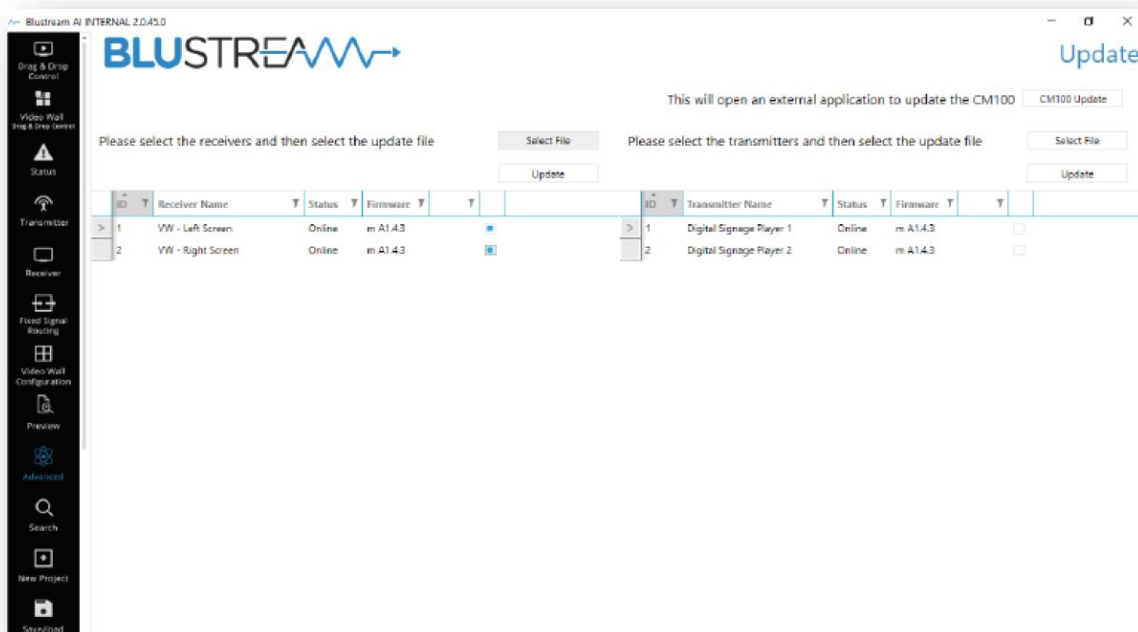 Blustream AI INTERNAL 2.0.45.0
BLUSTREAM
Update
Drag & Drop
Control
Video Wall
Drag & Drop Control
Status
Transmitter
Receiver
Fixed Signal
Routing
Video Wall
Configuration
Preview
Advanced
Search
New Project
Save/load
This will open an external application to update the CM100
CM100 Update
Please select the receivers and then select the update file
Select File
Update
ID Receiver Name Status Firmware
> 1 VW - Left Screen Online m A1.4.3
2 VW - Right Screen Online m A1.4.3
Please select the transmitters and then select the update file
Select File
Update
ID Transmitter Name Status Firmware
> 1 Digital Signage Player 1 Online m A1.4.3
2 Digital Signage Player 2 Online m A1.4.3